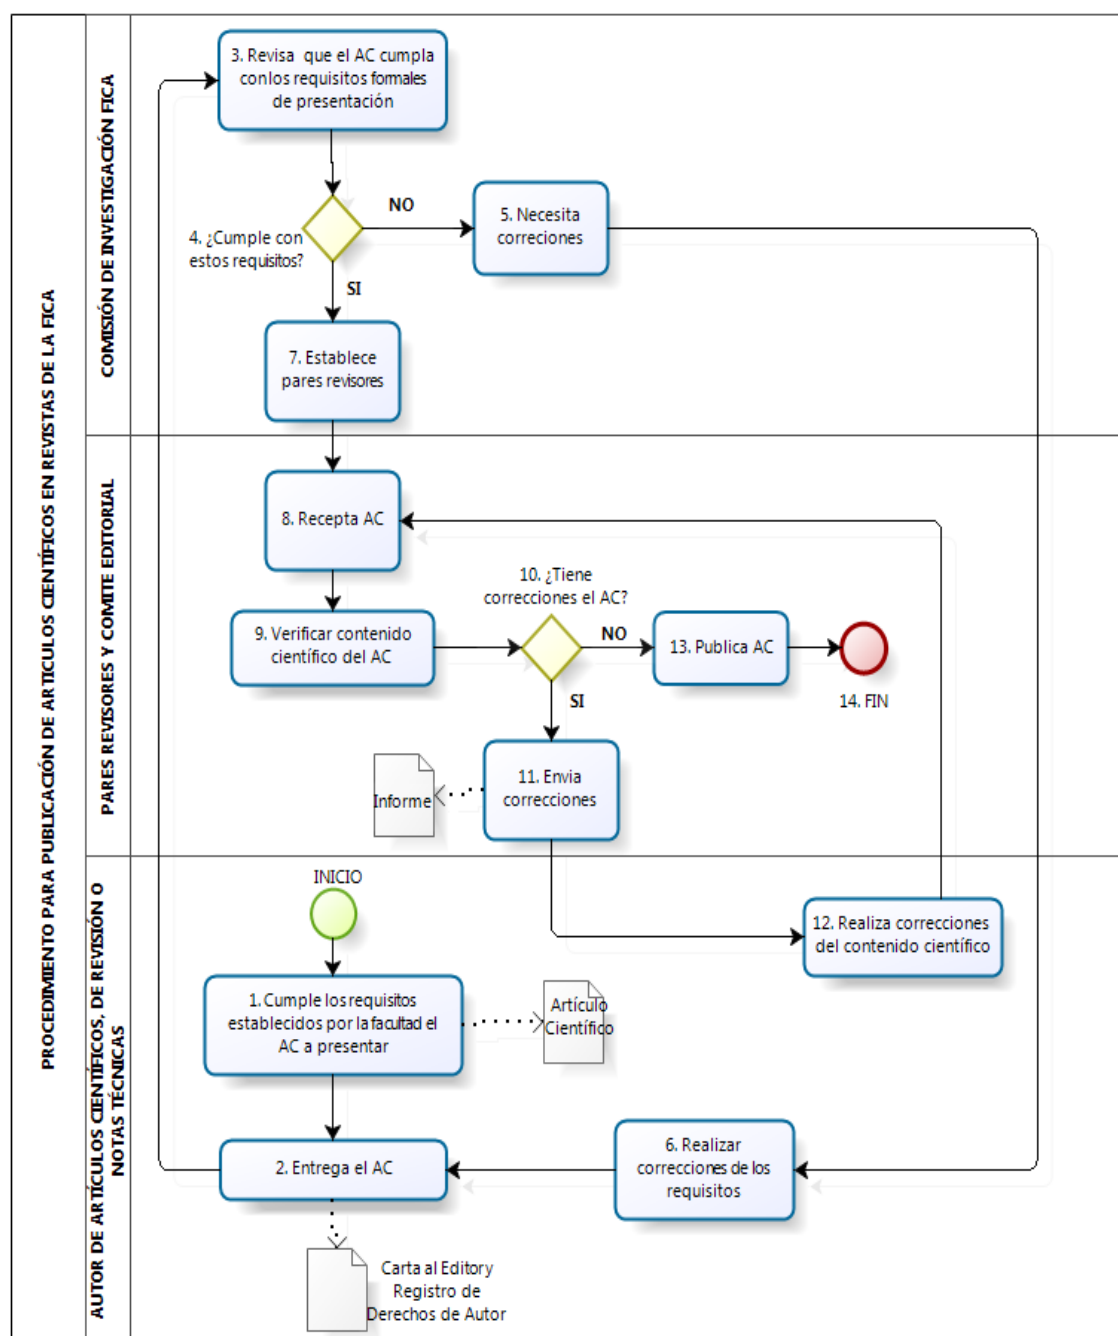 PROCEDIMIENTO PARA PUBLICACIÓN DE ARTICULOS CIENTÍFICOS EN REVISTAS DE LA FICA
COMISIÓN DE INVESTIGACIÓN FICA
3. Revisa que el AC cumpla
con los requisitos formales
de presentación
4. ¿Cumple con
estos requisitos?
NO
5. Necesita
correciones
SI
7. Establece
pares revisores
PARES REVISORES Y COMITE EDITORIAL
8. Recepta AC
9. Verificar contenido
científico del AC
10. ¿Tiene
correcciones el AC?
NO
13. Publica AC
14. FIN
SI
11. Envia
correcciones
Informe
AUTOR DE ARTÍCULOS CIENTÍFICOS, DE REVISIÓN O
NOTAS TÉCNICAS
INICIO
12. Realiza correcciones
del contenido científico
1. Cumple los requisitos
establecidos por la facultad el
AC a presentar
Artículo
Científico
2. Entrega el AC
6. Realizar
correcciones de los
requisitos
Carta al Editor y
Registro de
Derechos de Autor